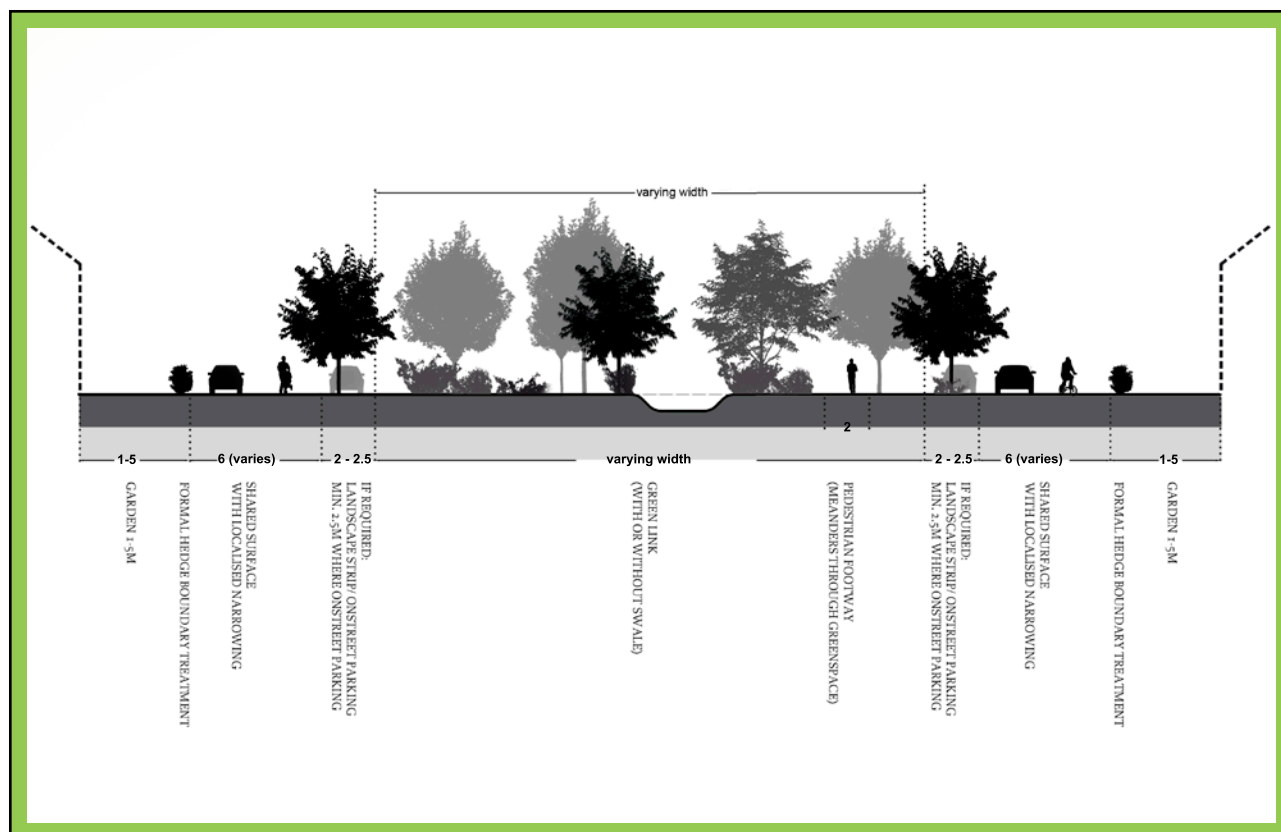 varying width
2
1-5
6 (varies)
2 - 2.5
varying width
2 - 2.5
6 (varies)
1-5
GARDEN 1-5M
FORMAL HEDGE BOUNDARY TREATMENT
SHARED SURFACE
WITH LOCALISED NARROWING
IF REQUIRED:
LANDSCAPE STRIP/ ONSTREET PARKING
MIN. 2.5M WHERE ONSTREET PARKING
GREEN LINK
(WITH OR WITHOUT SWALE)
PEDESTRIAN FOOTWAY
(MEANDERS THROUGH GREENSPACE)
IF REQUIRED:
LANDSCAPE STRIP/ ONSTREET PARKING
MIN. 2.5M WHERE ONSTREET PARKING
SHARED SURFACE
WITH LOCALISED NARROWING
FORMAL HEDGE BOUNDARY TREATMENT
GARDEN 1-5M